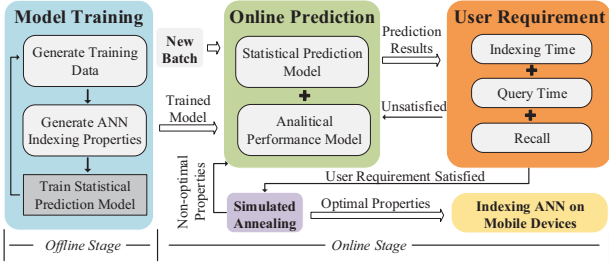 Model Training
Generate Training
Data
Generate ANN
Indexing Properties
Train Statistical
Prediction Model
New
Batch
Trained
Model
Online Prediction
Statistical Prediction
Model
+
Analitical
Performance Model
Prediction
Results
Unsatisfied
User Requirement
Indexing Time
+
Query Time
+
Recall
User Requirement Satisfied
Non-optimal
Properties
Simulated
Annealing
Optimal Properties
Indexing ANN on
Mobile Devices
Offline Stage
Online Stage